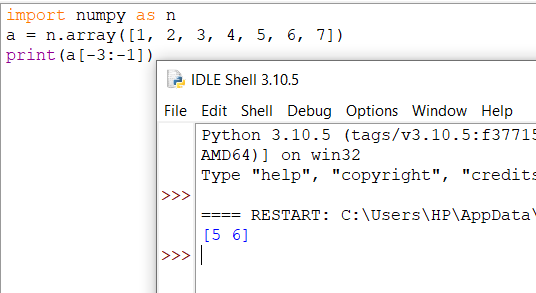 import numpy as n
a = n.array([1, 2, 3, 4, 5, 6, 7])
print(a[-3:-1])
IDLE Shell 3.10.5
File Edit Shell Debug Options Window Help
Python 3.10.5 (tags/v3.10.5:f37715
AMD64)] on win32
Type "help", "copyright", "credits
>>>
==== RESTART: C:\Users\HP\AppData\
[5 6]
>>>